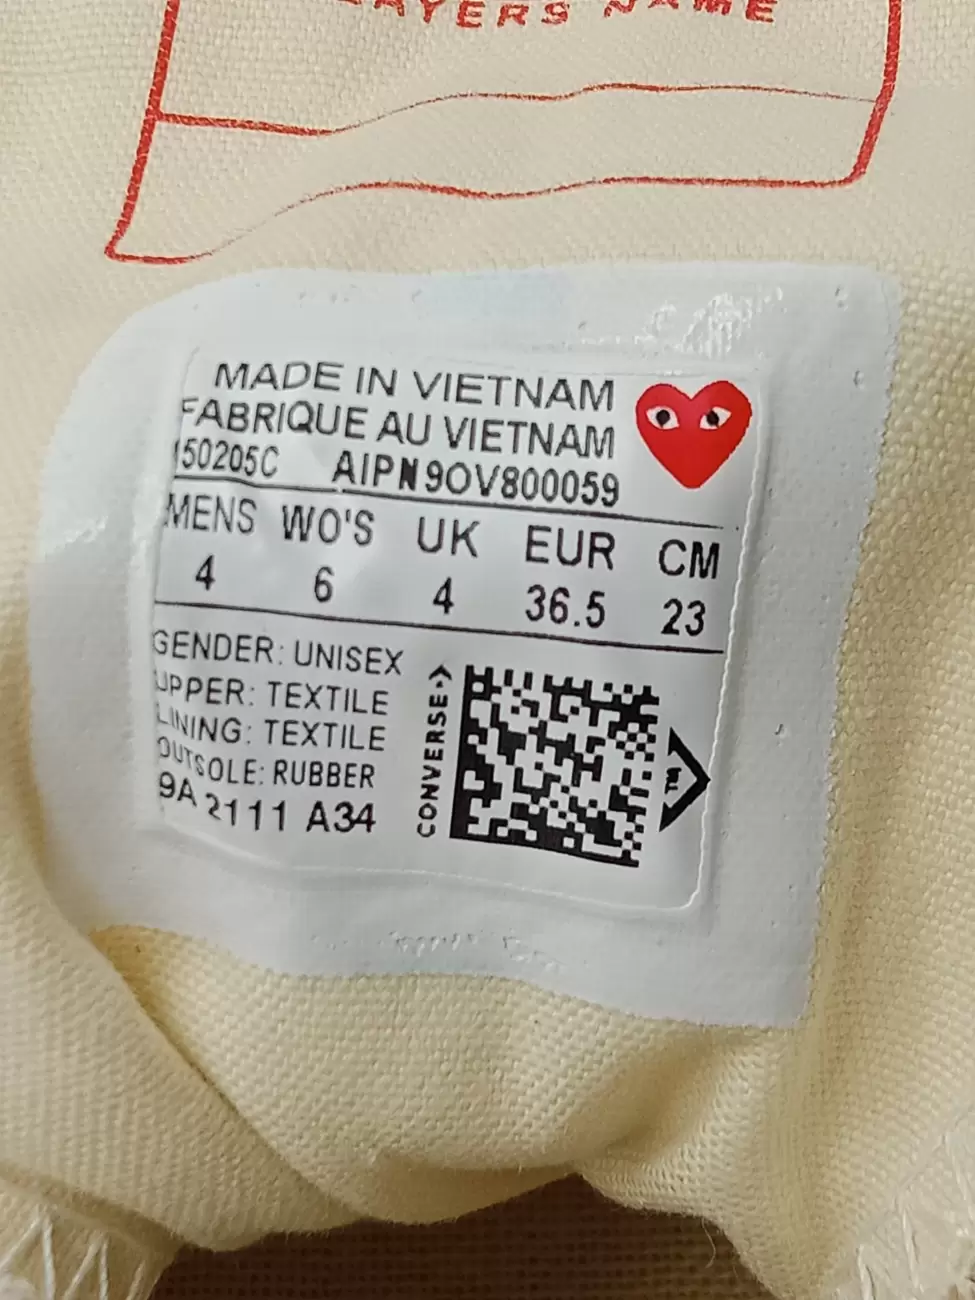 PLAYERS NAME
MADE IN VIETNAM
FABRIQUE AU VIETNAM
150205C AIPN9OV800059
MENS WO'S UK EUR CM
4 6 4 36.5 23
GENDER: UNISEX
UPPER: TEXTILE
LINING: TEXTILE
OUTSOLE: RUBBER
9A 2111 A34
CONVERSE